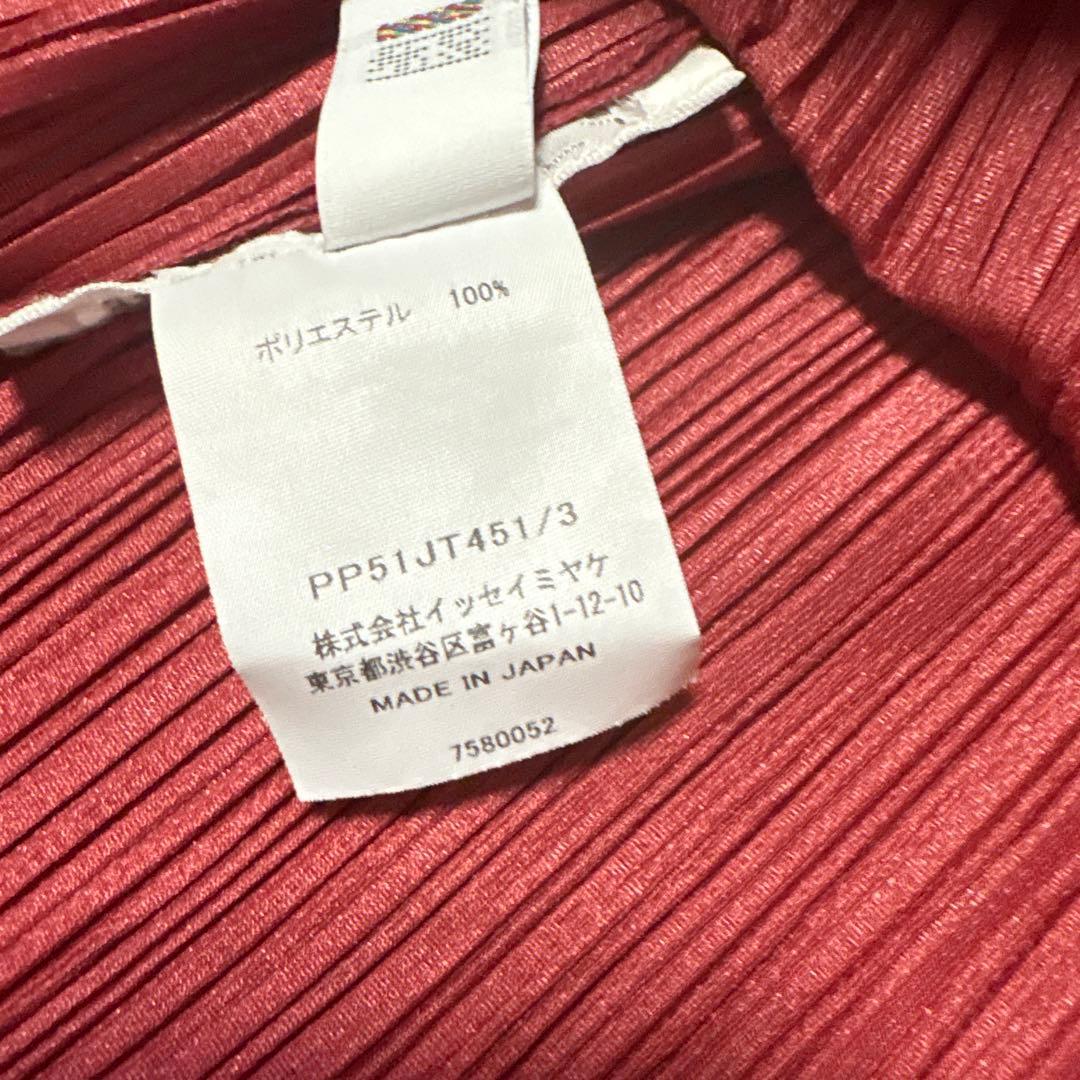 ポリエステル 100%
PP51JT451/3
株式会社イッセイミヤケ
東京都渋谷区富ヶ谷1-12-10
MADE IN JAPAN
7580052